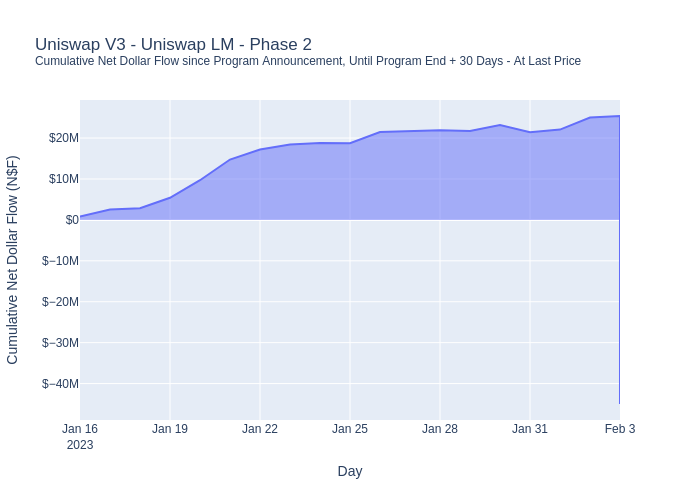 Uniswap V3 - Uniswap LM - Phase 2
Cumulative Net Dollar Flow since Program Announcement, Until Program End + 30 Days - At Last Price
Cumulative Net Dollar Flow (N$F)
$20M
$10M
$0
$−10M
$−20M
$−30M
$−40M
Jan 16
2023
Jan 19
Jan 22
Jan 25
Jan 28
Jan 31
Feb 3
Day